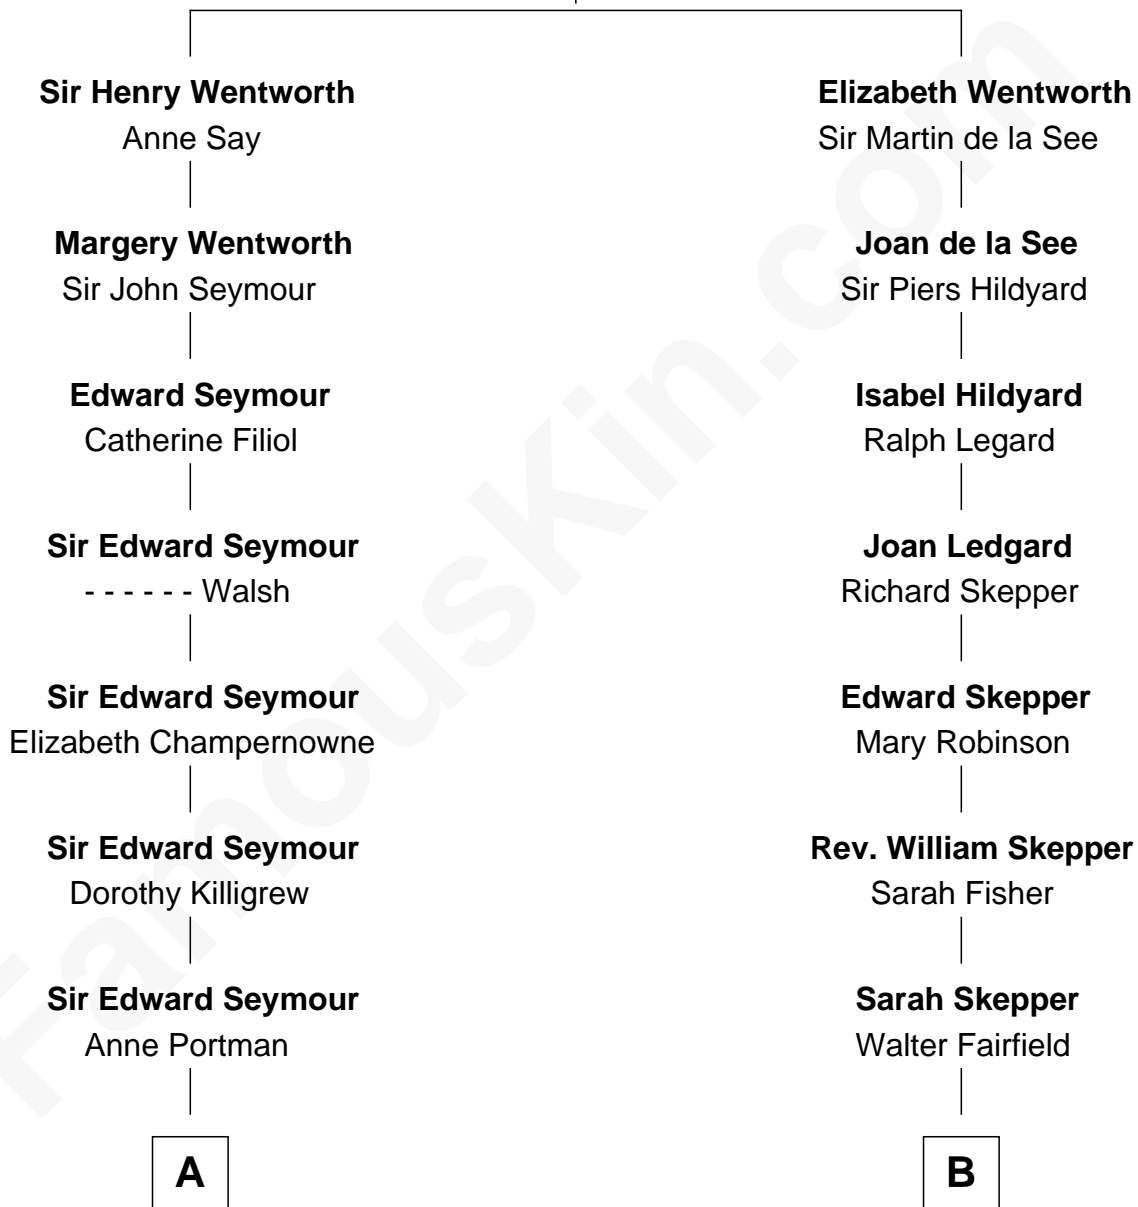 Sir Henry Wentworth
Anne Say
Margery Wentworth
Sir John Seymour
Edward Seymour
Catherine Filiol
Sir Edward Seymour
- - - - - - Walsh
Sir Edward Seymour
Elizabeth Champernowne
Sir Edward Seymour
Dorothy Killigrew
Sir Edward Seymour
Anne Portman
A
Elizabeth Wentworth
Sir Martin de la See
Joan de la See
Sir Piers Hildyard
Isabel Hildyard
Ralph Legard
Joan Ledgard
Richard Skepper
Edward Skepper
Mary Robinson
Rev. William Skepper
Sarah Fisher
Sarah Skepper
Walter Fairfield
B
FamousKin.com